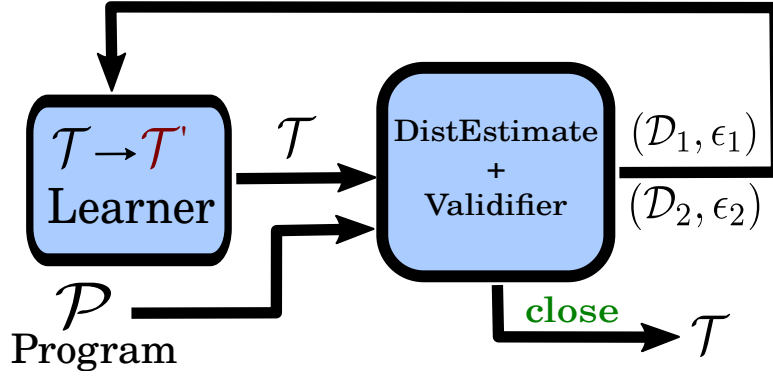 𝒯 → 𝒯'
Learner
𝒯
𝒫
Program
DistEstimate
+
Validifier
(𝒟₁, ϵ₁)
(𝒟₂, ϵ₂)
close
𝒯